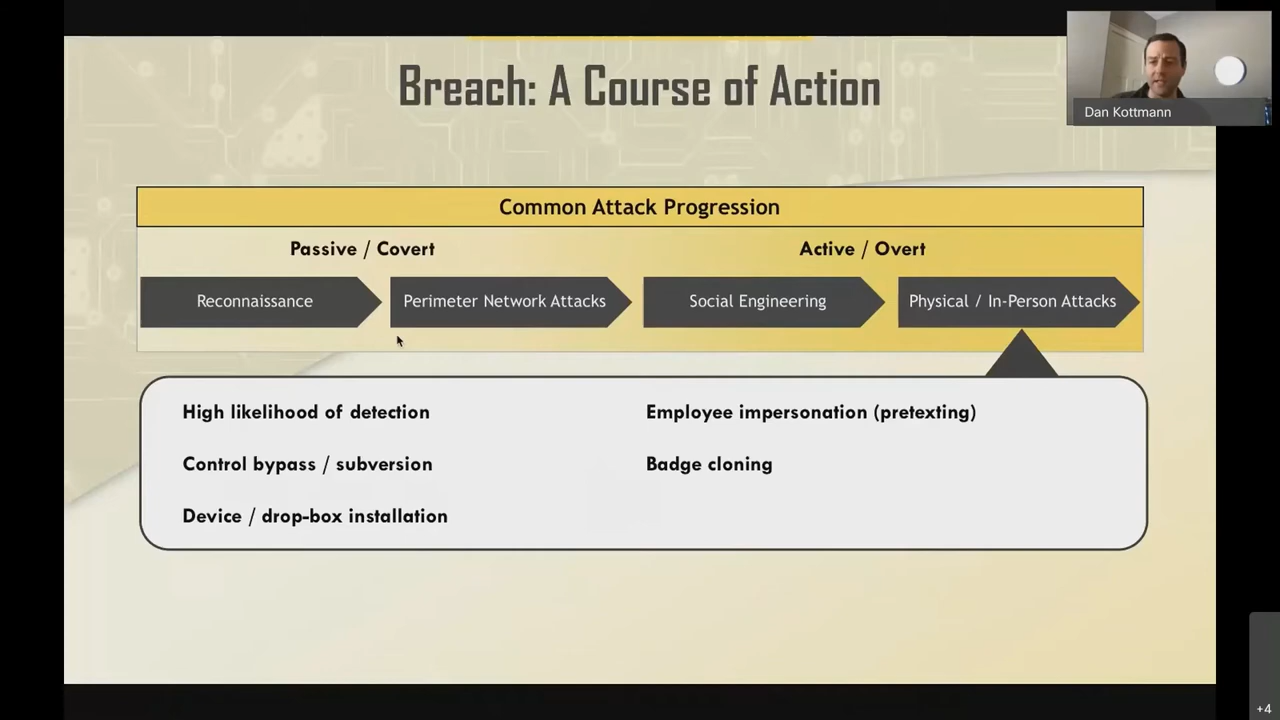 Breach: A Course of Action
Dan Kottmann
Common Attack Progression
Passive / Covert
Active / Overt
Reconnaissance
Perimeter Network Attacks
Social Engineering
Physical / In-Person Attacks
High likelihood of detection
Employee impersonation (pretexting)
Control bypass / subversion
Badge cloning
Device / drop-box installation
+4